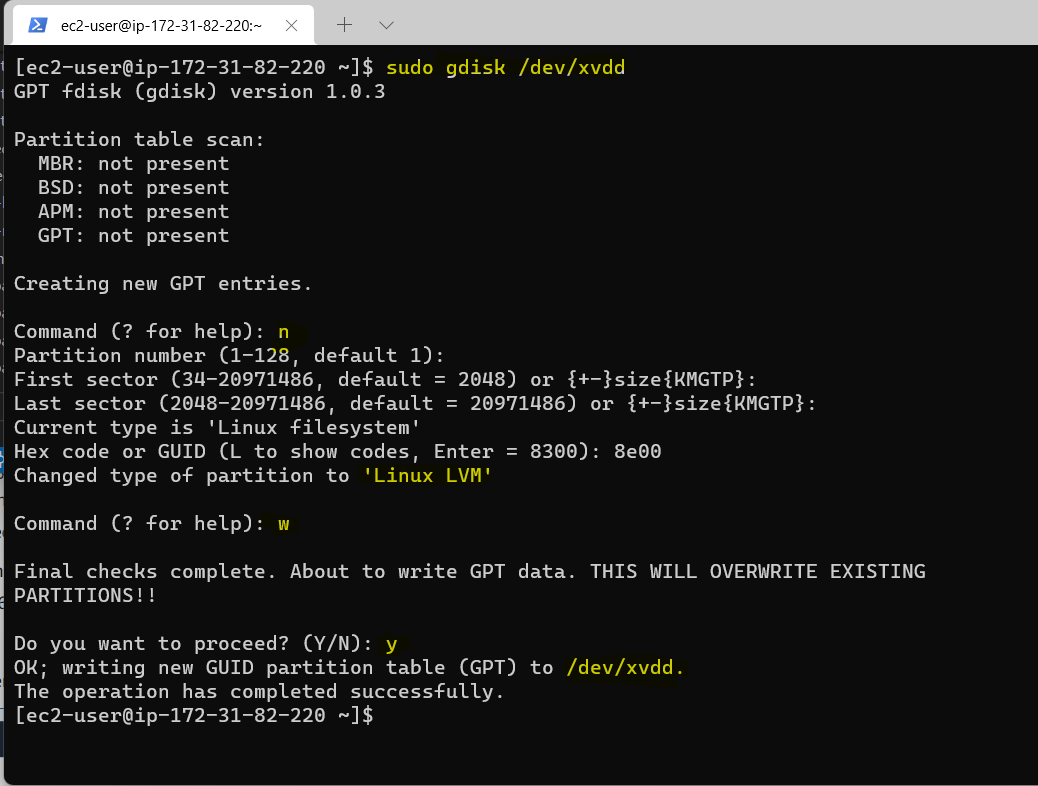 ec2-user@ip-172-31-82-220:~
[ec2-user@ip-172-31-82-220 ~]$ sudo gdisk /dev/xvdd
GPT fdisk (gdisk) version 1.0.3
Partition table scan:
  MBR: not present
  BSD: not present
  APM: not present
  GPT: not present
Creating new GPT entries.
Command (? for help): n
Partition number (1-128, default 1):
First sector (34-20971486, default = 2048) or {+-}size{KMGTP}:
Last sector (2048-20971486, default = 20971486) or {+-}size{KMGTP}:
Current type is 'Linux filesystem'
Hex code or GUID (L to show codes, Enter = 8300): 8e00
Changed type of partition to 'Linux LVM'
Command (? for help): w
Final checks complete. About to write GPT data. THIS WILL OVERWRITE EXISTING
PARTITIONS!!
Do you want to proceed? (Y/N): y
OK; writing new GUID partition table (GPT) to /dev/xvdd.
The operation has completed successfully.
[ec2-user@ip-172-31-82-220 ~]$